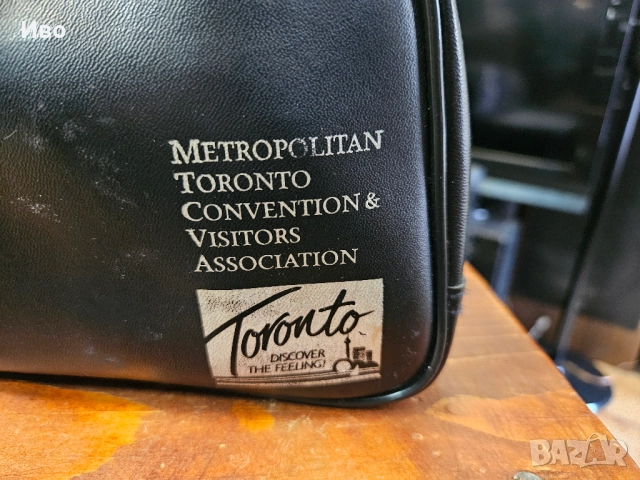 Иво
METROPOLITAN
TORONTO
CONVENTION &
VISITORS
ASSOCIATION
Toronto
DISCOVER
THE FEELING!
BAZAR